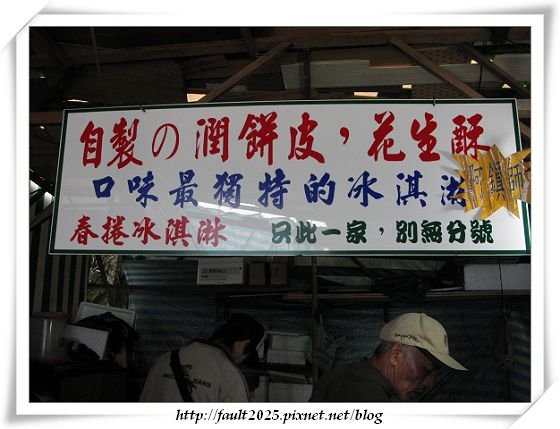 自製の潤餅皮，花生酥
口味最獨特的冰淇淋
春捲冰淇淋 只此一家，別無分號
http://fault2025.pixnet.net/blog